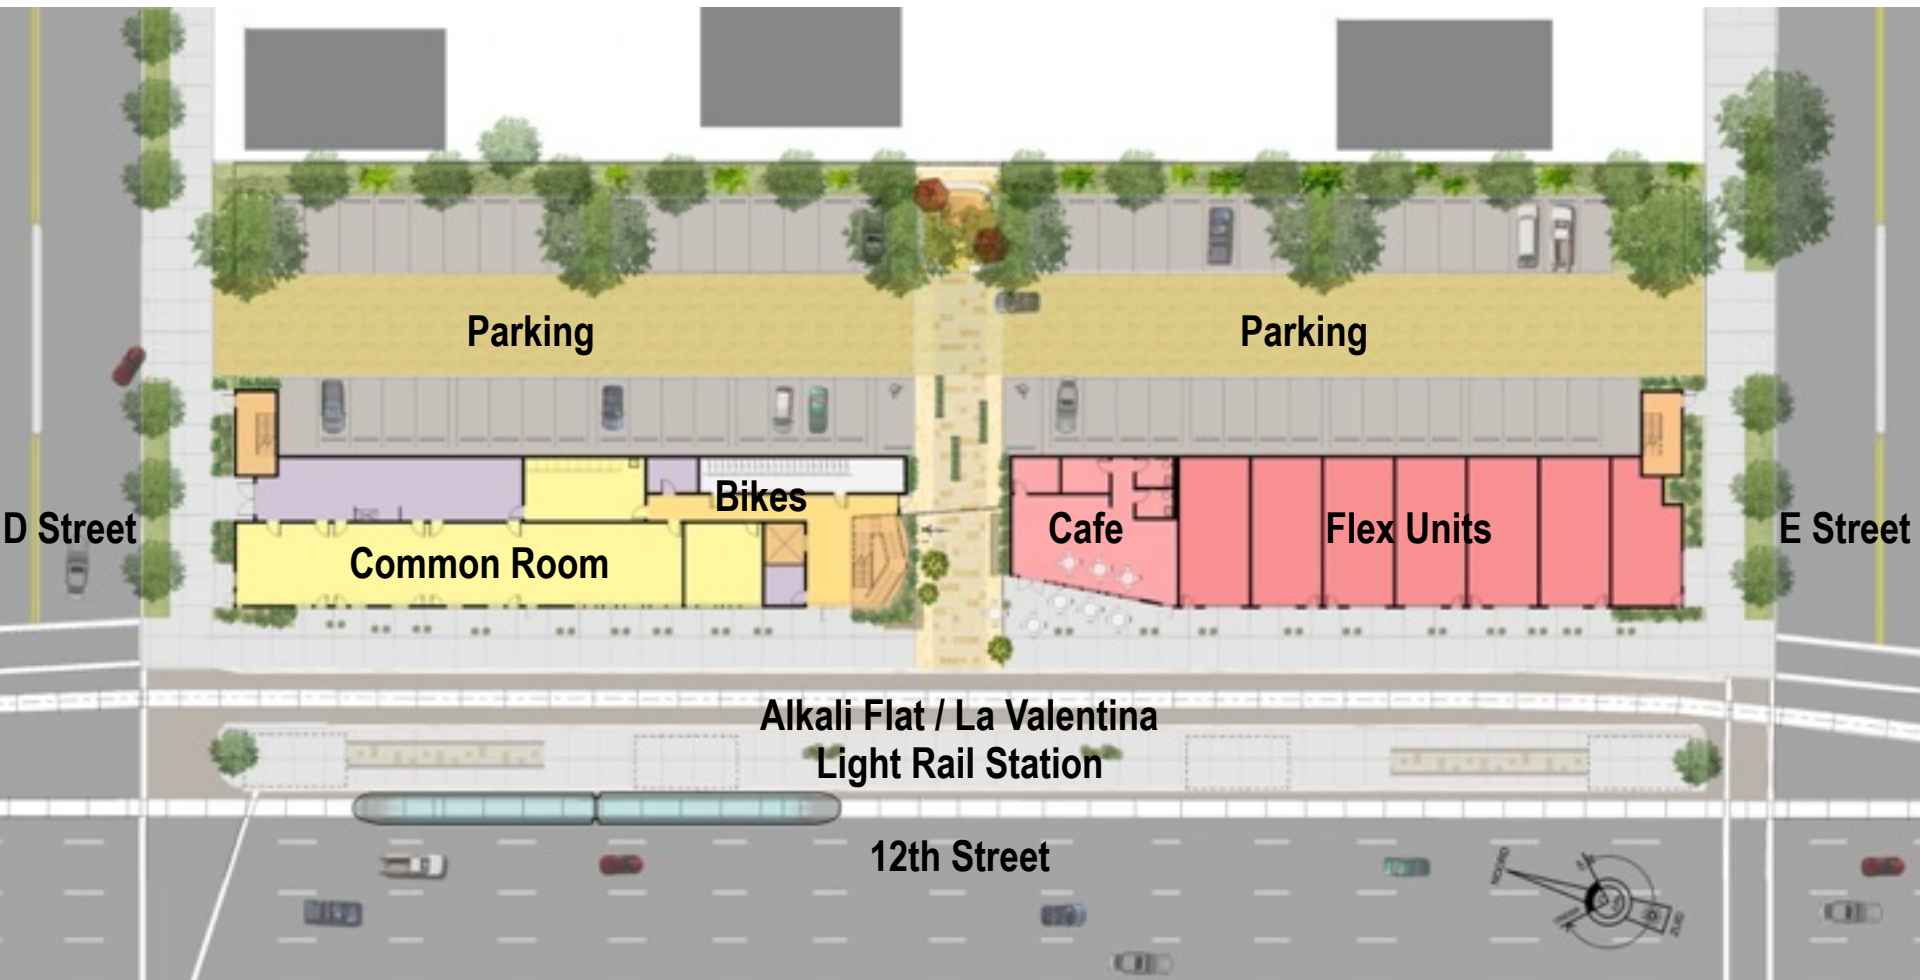 Parking
Parking
Bikes
D Street
Cafe
Flex Units
E Street
Common Room
Alkali Flat / La Valentina
Light Rail Station
12th Street